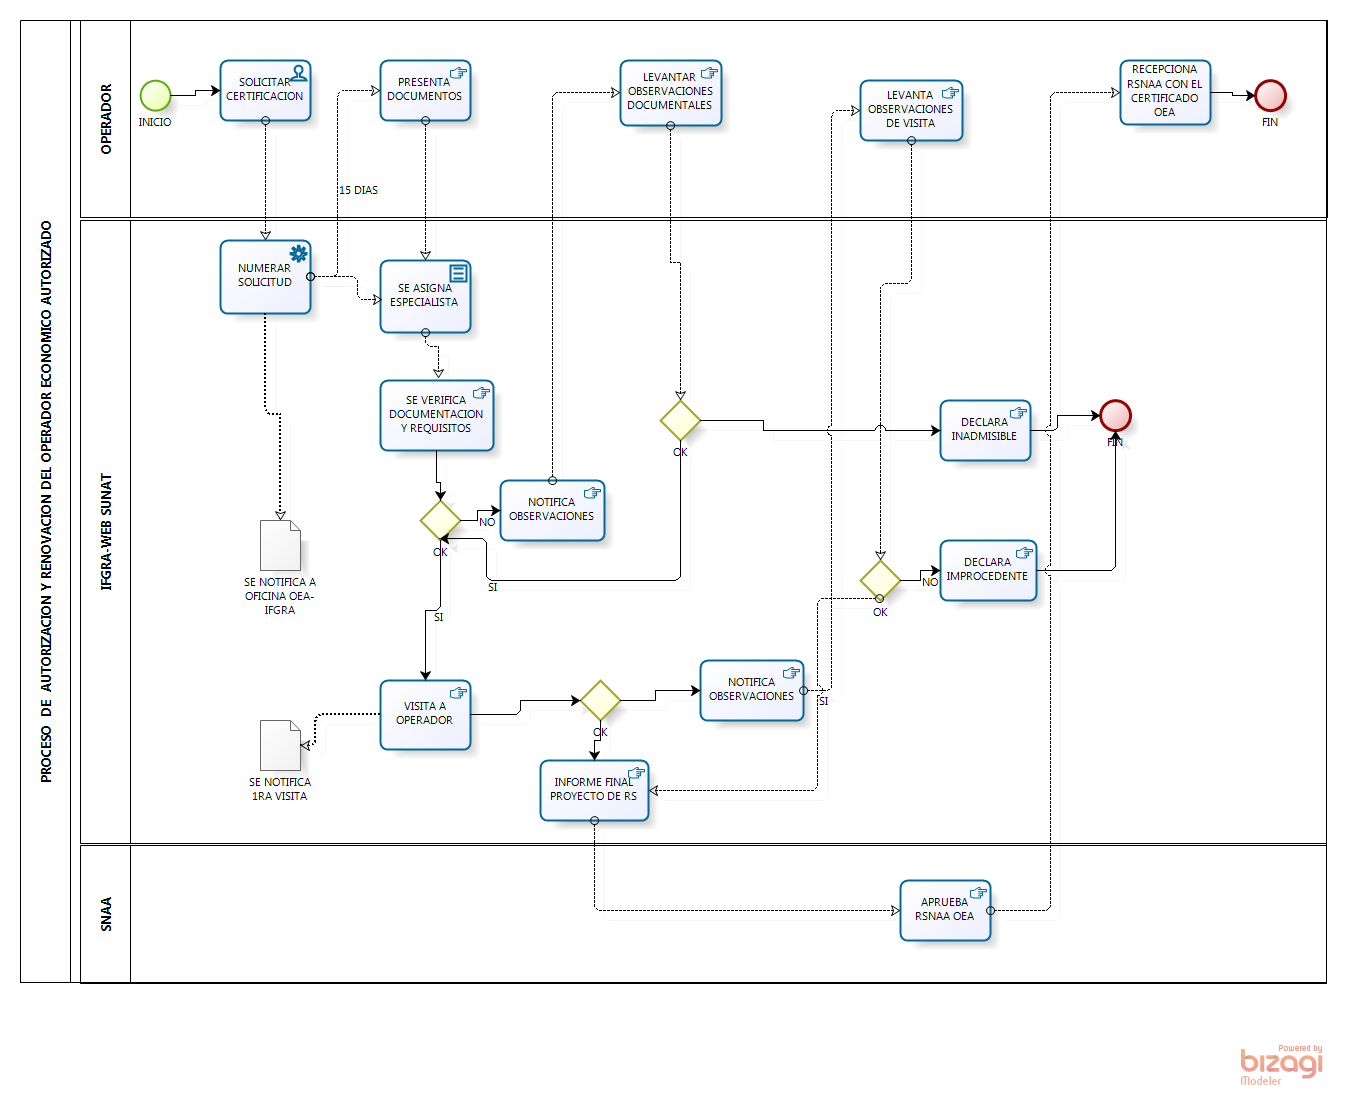 PROCESO DE AUTORIZACION Y RENOVACION DEL OPERADOR ECONOMICO AUTORIZADO
OPERADOR
INICIO
SOLICITAR
CERTIFICACION
PRESENTA
DOCUMENTOS
LEVANTAR
OBSERVACIONES
DOCUMENTALES
LEVANTA
OBSERVACIONES
DE VISITA
RECEPCIONA
RSNAA CON EL
CERTIFICADO
OEA
FIN
15 DIAS
IFGRA-WEB SUNAT
NUMERAR
SOLICITUD
SE ASIGNA
ESPECIALISTA
SE VERIFICA
DOCUMENTACION
Y REQUISITOS
OK
DECLARA
INADMISIBLE
FIN
NOTIFICA
OBSERVACIONES
NO
OK
SI
SE NOTIFICA A
OFICINA OEA-
IFGRA
SI
OK
NO
DECLARA
IMPROCEDENTE
VISITA A
OPERADOR
OK
NOTIFICA
OBSERVACIONES
SI
SE NOTIFICA
1RA VISITA
INFORME FINAL
PROYECTO DE RS
SNAA
APRUEBA
RSNAA OEA
Powered by
bizagi
Modeler